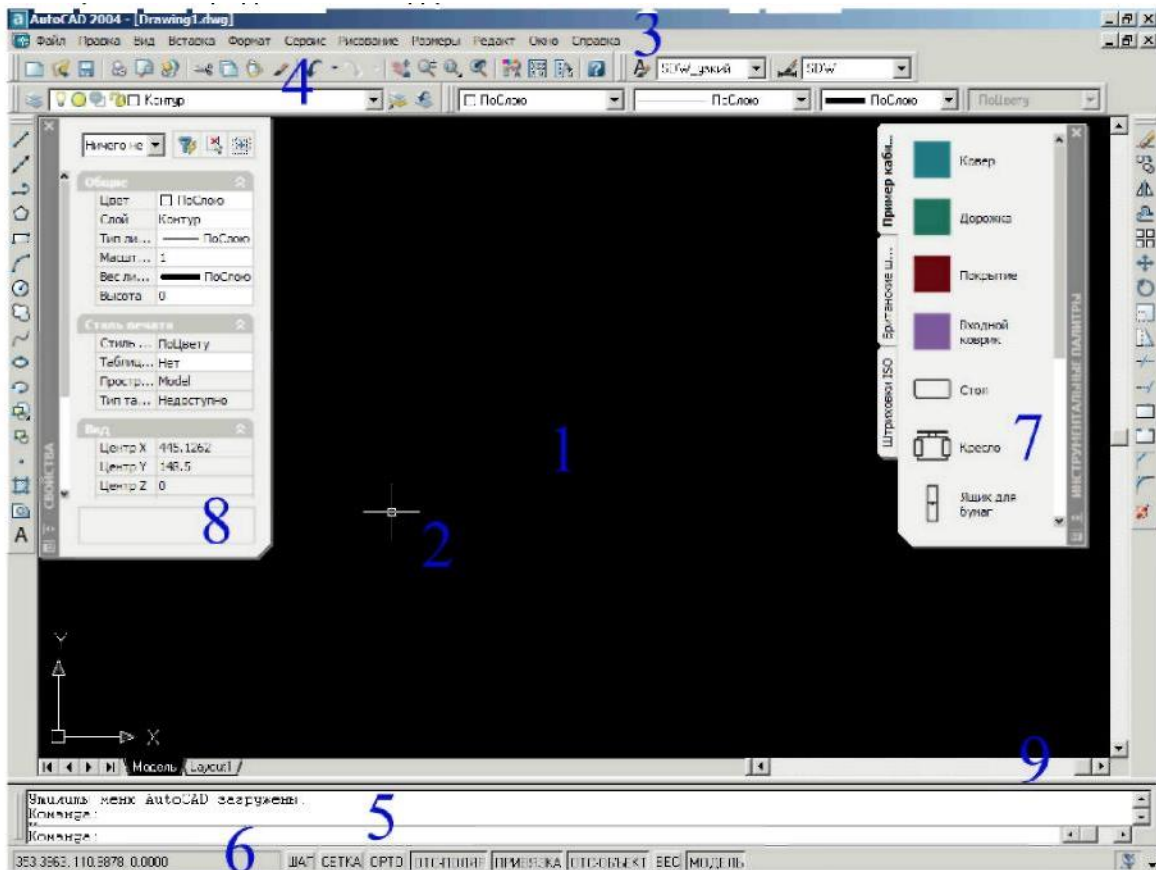 AutoCAD 2004 - [Drawing1.dwg]
Файл Правка Вид Вставка Формат Сервис Рисование Размеры Редакт Окно Справка
3
4
SDW_узкий SDW
Контур ПоСлою ПоСлою ПоСлою ПоЦвету
Ничего не
Общие
Цвет ПоСлою
Слой Контур
Тип ли... ПоСлою
Масшт... 1
Вес ли... ПоСлою
Высота 0
Стиль печати
Стиль ... ПоЦвету
Таблиц... Нет
Простр... Model
Тип та... Недоступно
Вид
Центр X 445.1262
Центр Y 148.5
Центр Z 0
СВОЙСТВА
8
1
2
Пример каби...
Британские ш...
Штриховки ISO
Ковер
Дорожка
Покрытие
Входной
коврик
Стол
Кресло
Ящик для
бумаг
ИНСТРУМЕНТАЛЬНЫЕ ПАЛИТРЫ
7
A
Y
X
9
Модель Layout1
Утилиты меню AutoCAD загружены.
Команда:
Команда:
5
6
353.3963, 110.9878, 0.0000 ШАГ СЕТКА ОРТО ОТС-ПОЛЯР ПРИВЯЗКА ОТС-ОБЪЕКТ ВЕС МОДЕЛЬ